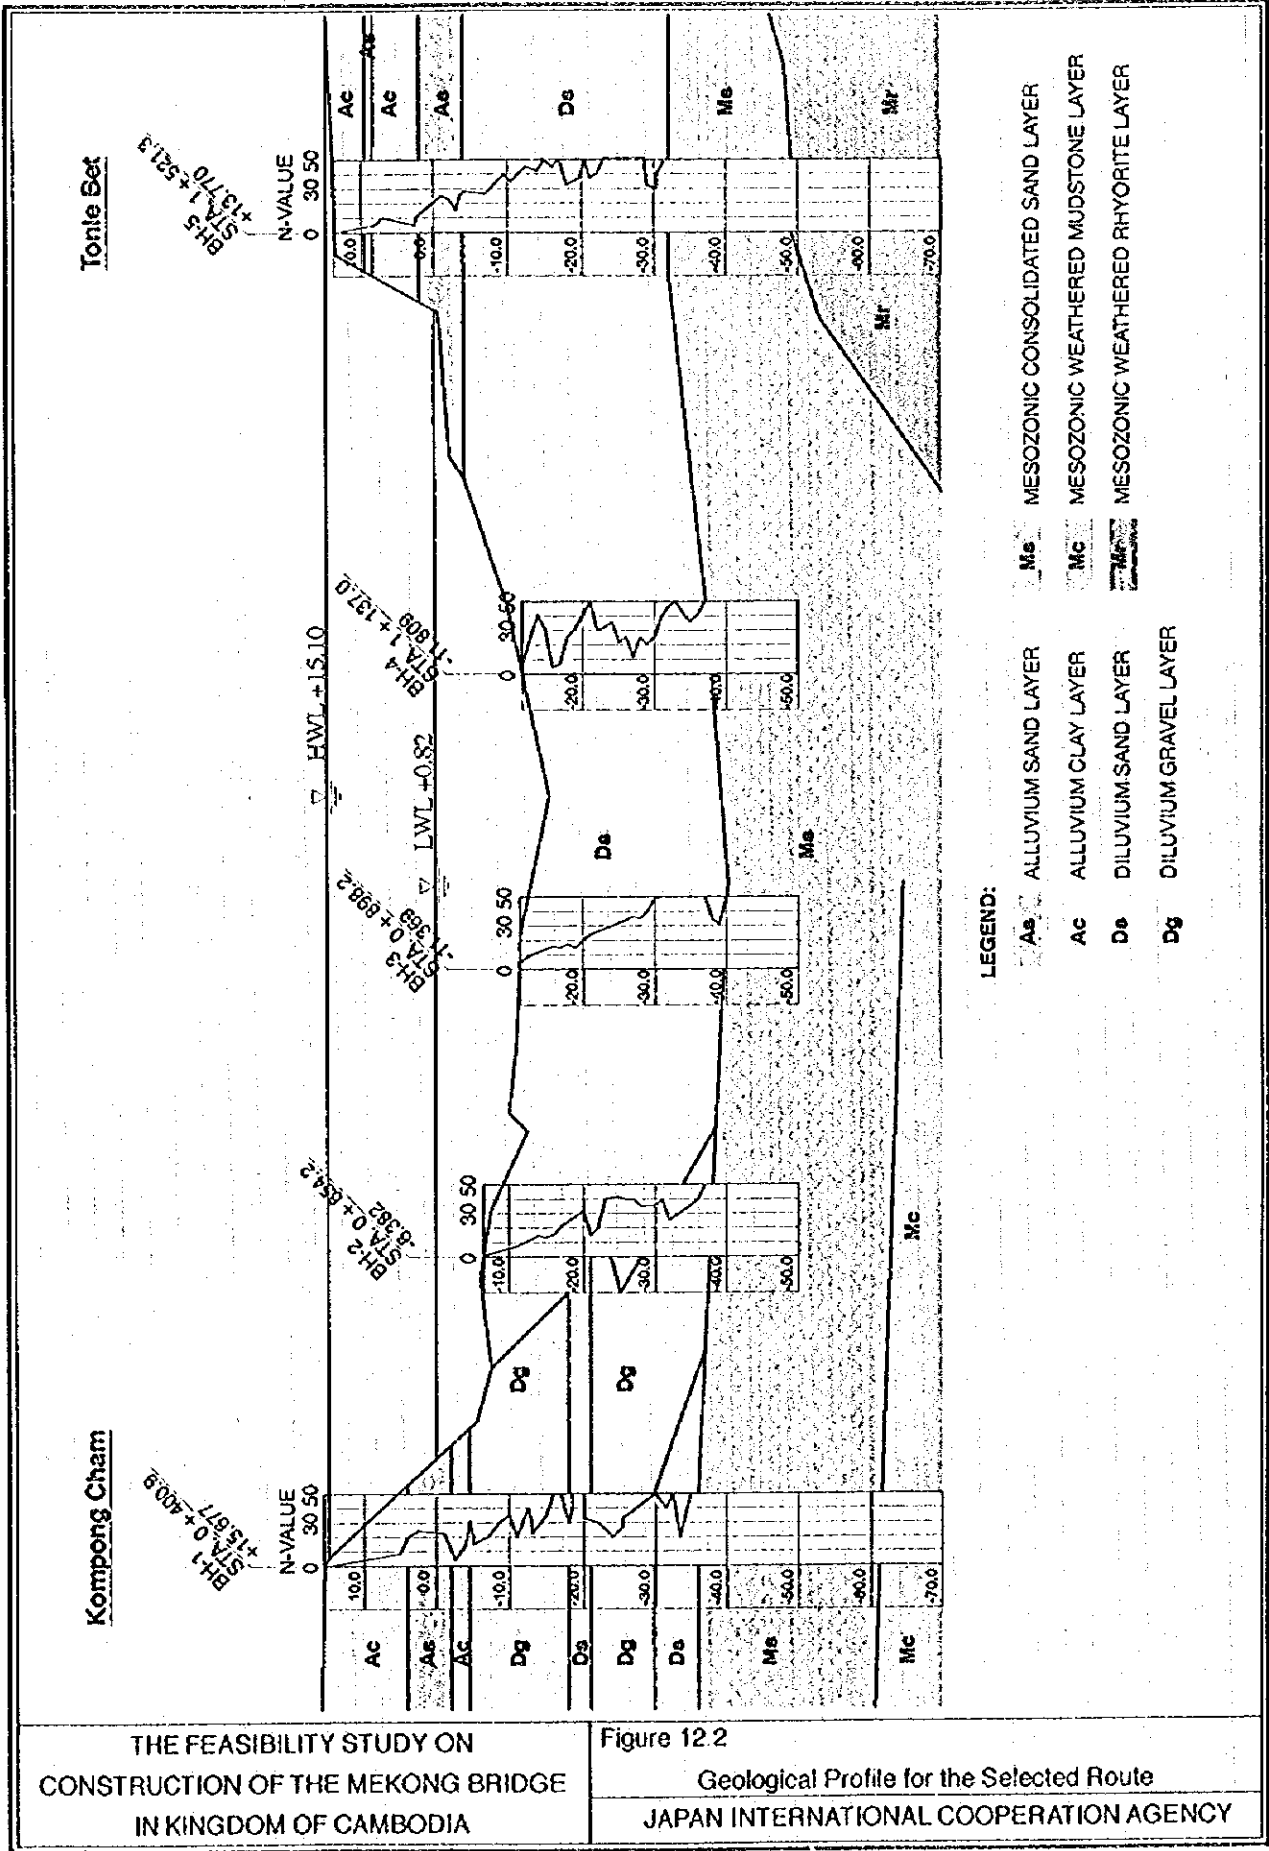 Kompong Cham
Tonle Bet
BH-1
STA. 0 + 400.9
+15.677
N-VALUE
0 30 50
BH-2
STA. 0 + 654.2
-6.382
0 30 50
BH-3
STA. 0 + 898.2
-11.369
0 30 50
BH-4
STA. 1 + 137.0
-11.809
0 30 50
BH-5
STA. 1 + 521.3
+13.770
N-VALUE
0 30 50
HWL +15.10
LWL +0.82
10.0
0.0
-10.0
-20.0
-30.0
-40.0
-50.0
-60.0
-70.0
-10.0
-20.0
-30.0
-40.0
-50.0
-20.0
-30.0
-40.0
-50.0
-20.0
-30.0
-40.0
-50.0
10.0
0.0
-10.0
-20.0
-30.0
-40.0
-50.0
-60.0
-70.0
Ac
As
Ac
Dg
Ds
Dg
Ds
Ms
Mc
Dg
Dg
Mc
Ds
Ms
Mr
Ac
As
Ac
As
Ds
Ms
Mr
LEGEND:
As ALLUVIUM SAND LAYER
Ac ALLUVIUM CLAY LAYER
Ds DILUVIUM SAND LAYER
Dg DILUVIUM GRAVEL LAYER
Ms MESOZONIC CONSOLIDATED SAND LAYER
Mc MESOZONIC WEATHERED MUDSTONE LAYER
Mr MESOZONIC WEATHERED RHYORITE LAYER
THE FEASIBILITY STUDY ON
CONSTRUCTION OF THE MEKONG BRIDGE
IN KINGDOM OF CAMBODIA
Figure 12.2
Geological Profile for the Selected Route
JAPAN INTERNATIONAL COOPERATION AGENCY